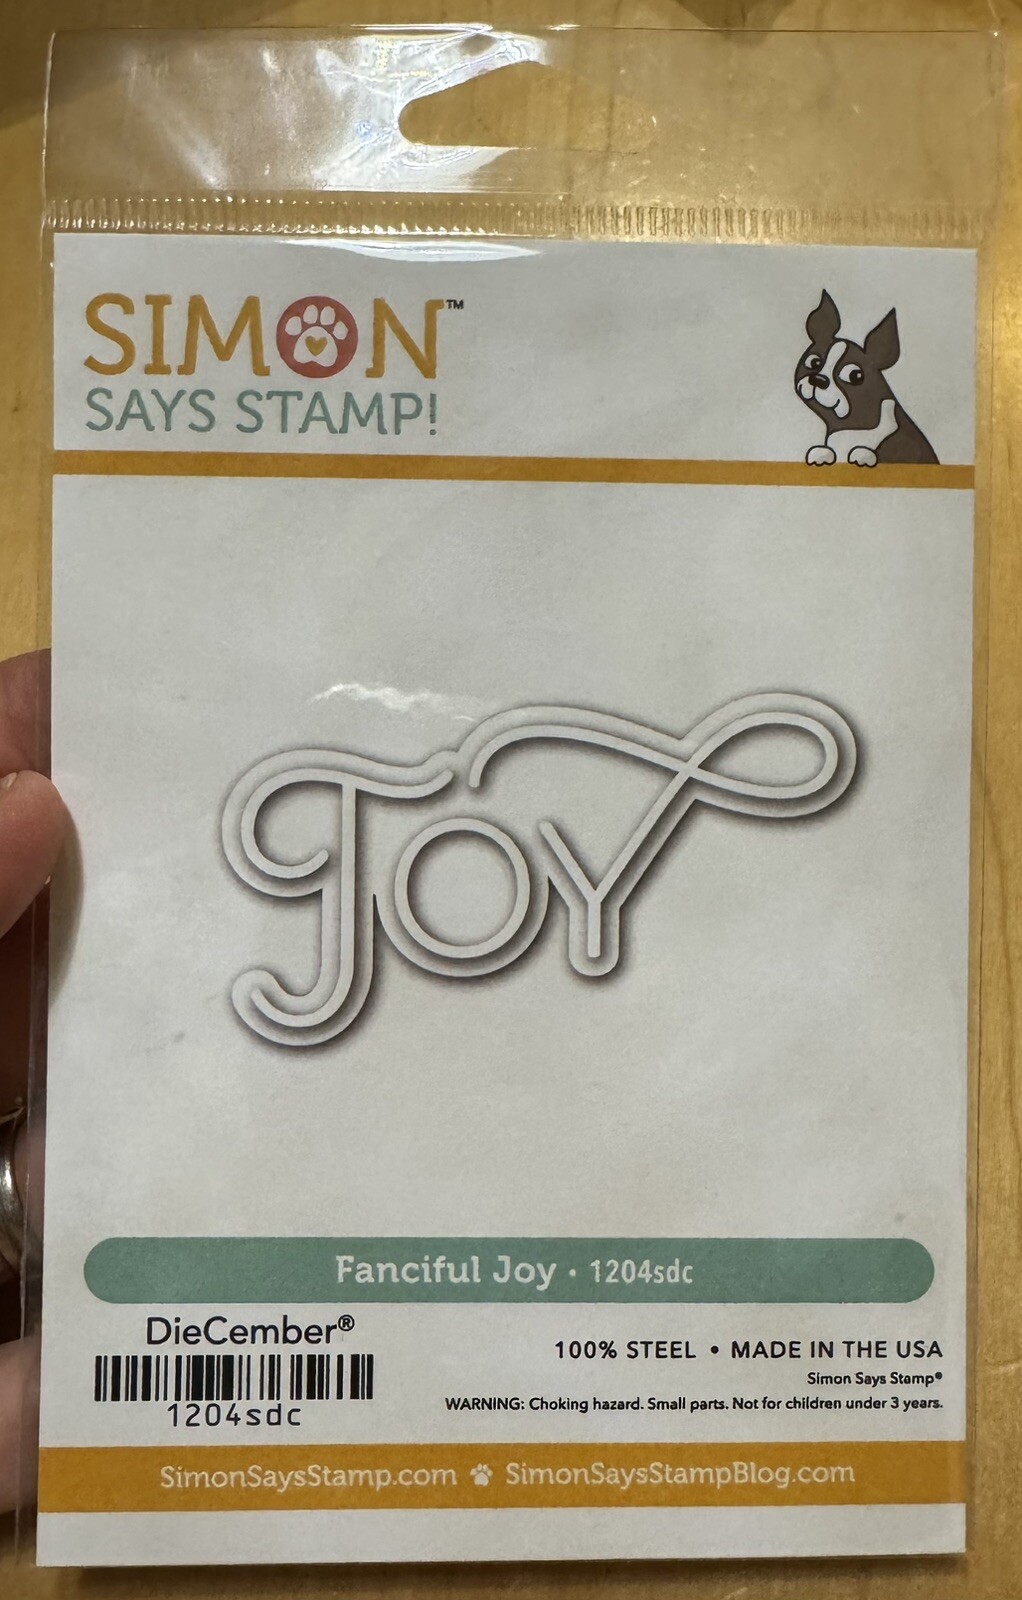 SIMON™
SAYS STAMP!
JOY
Fanciful Joy • 1204sdc
DieCember®
1204sdc
100% STEEL • MADE IN THE USA
Simon Says Stamp®
WARNING: Choking hazard. Small parts. Not for children under 3 years.
SimonSaysStamp.com SimonSaysStampBlog.com